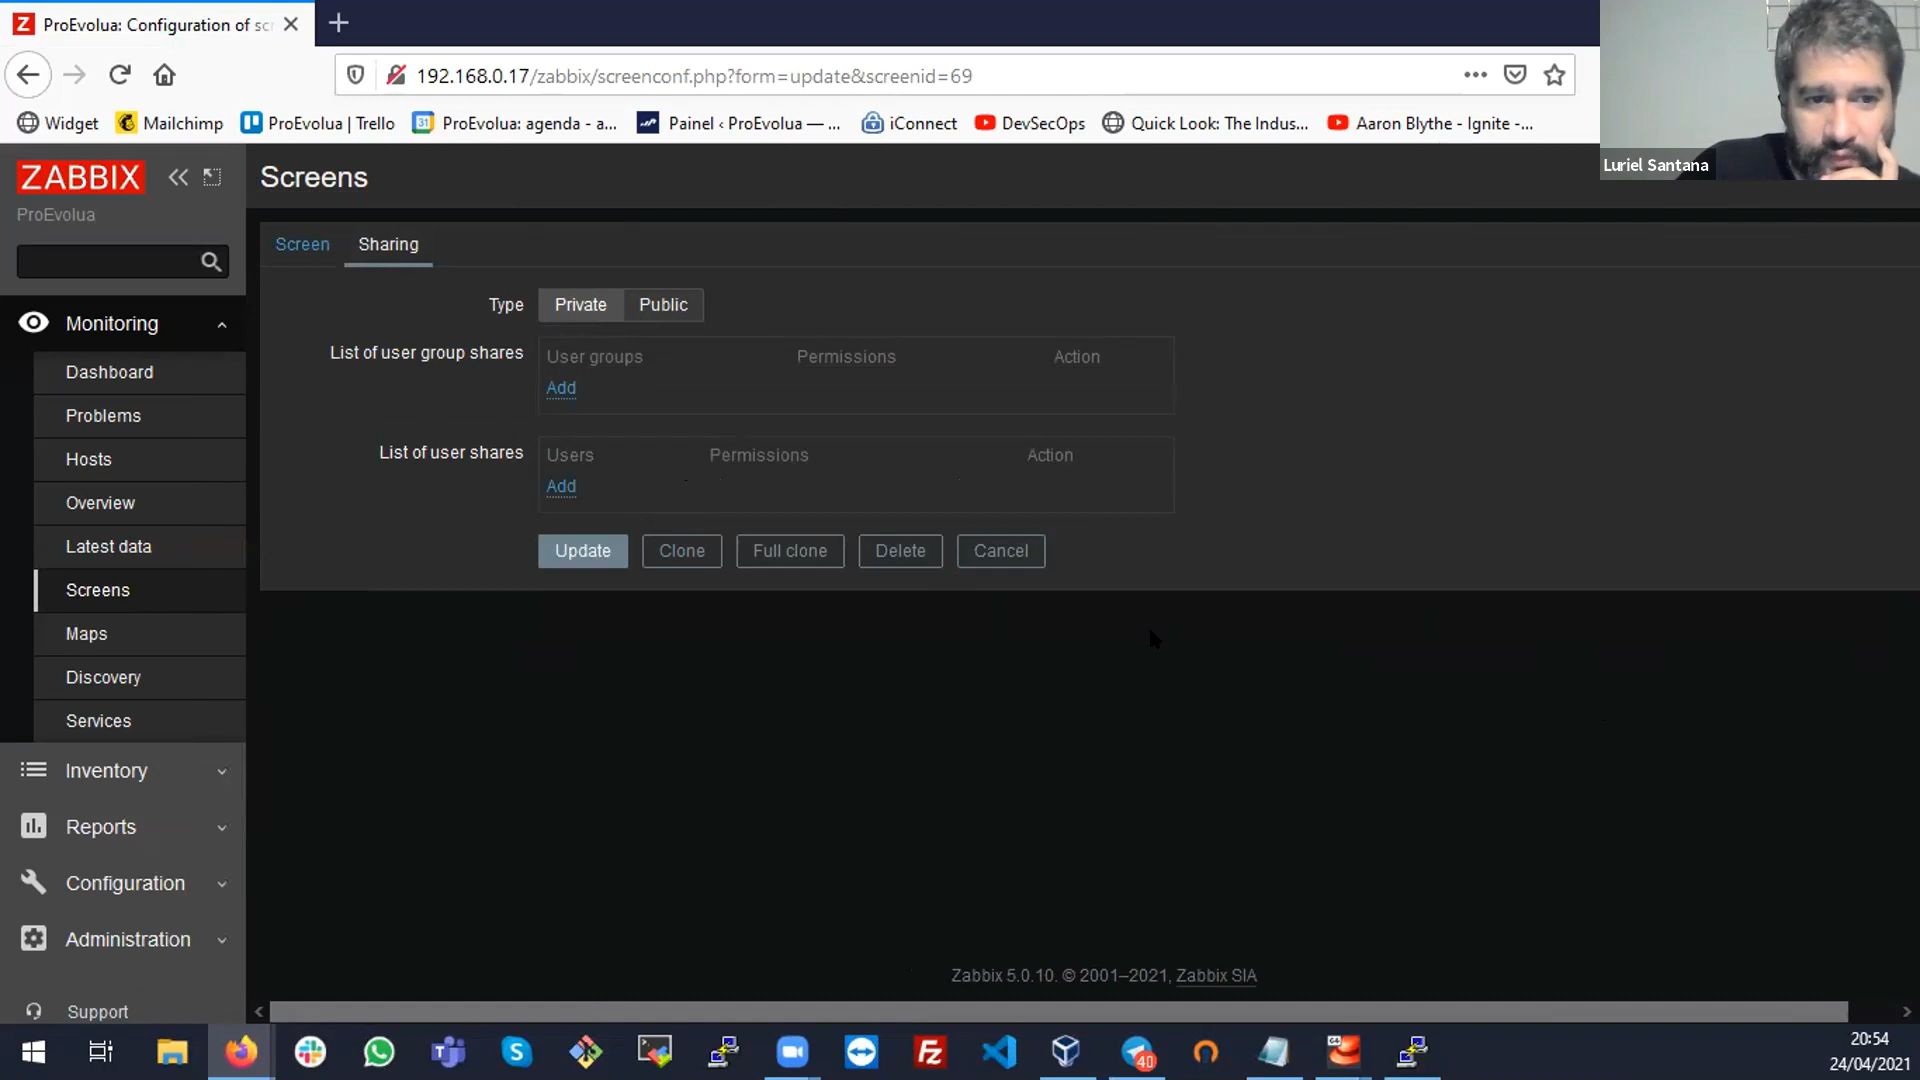 ProEvolua: Configuration of scr
192.168.0.17/zabbix/screenconf.php?form=update&screenid=69
Widget Mailchimp ProEvolua | Trello 31 ProEvolua: agenda - a... Painel ‹ ProEvolua — ... iConnect DevSecOps Quick Look: The Indus... Aaron Blythe - Ignite -...
Luriel Santana
ZABBIX
ProEvolua
Monitoring
Dashboard
Problems
Hosts
Overview
Latest data
Screens
Maps
Discovery
Services
Inventory
Reports
Configuration
Administration
Support
Screens
Screen Sharing
Type Private Public
List of user group shares User groups Permissions Action
Add
List of user shares Users Permissions Action
Add
Update Clone Full clone Delete Cancel
Zabbix 5.0.10. © 2001–2021, Zabbix SIA
40
64
20:54
24/04/2021